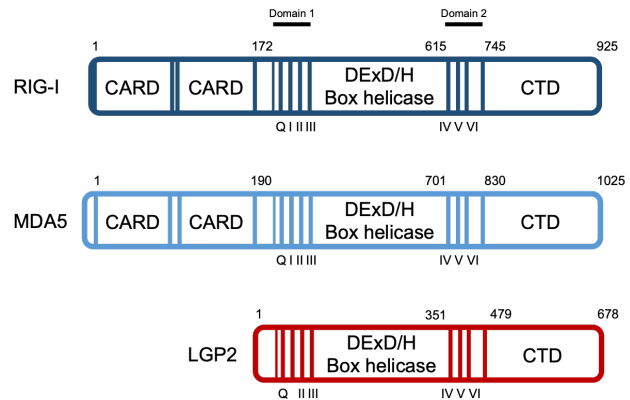 Domain 1 Domain 2
1 172 615 745 925
RIG-I CARD CARD DExD/H Box helicase CTD
Q I II III IV V VI
1 190 701 830 1025
MDA5 CARD CARD DExD/H Box helicase CTD
Q I II III IV V VI
1 351 479 678
LGP2 DExD/H Box helicase CTD
Q II III IV V VI